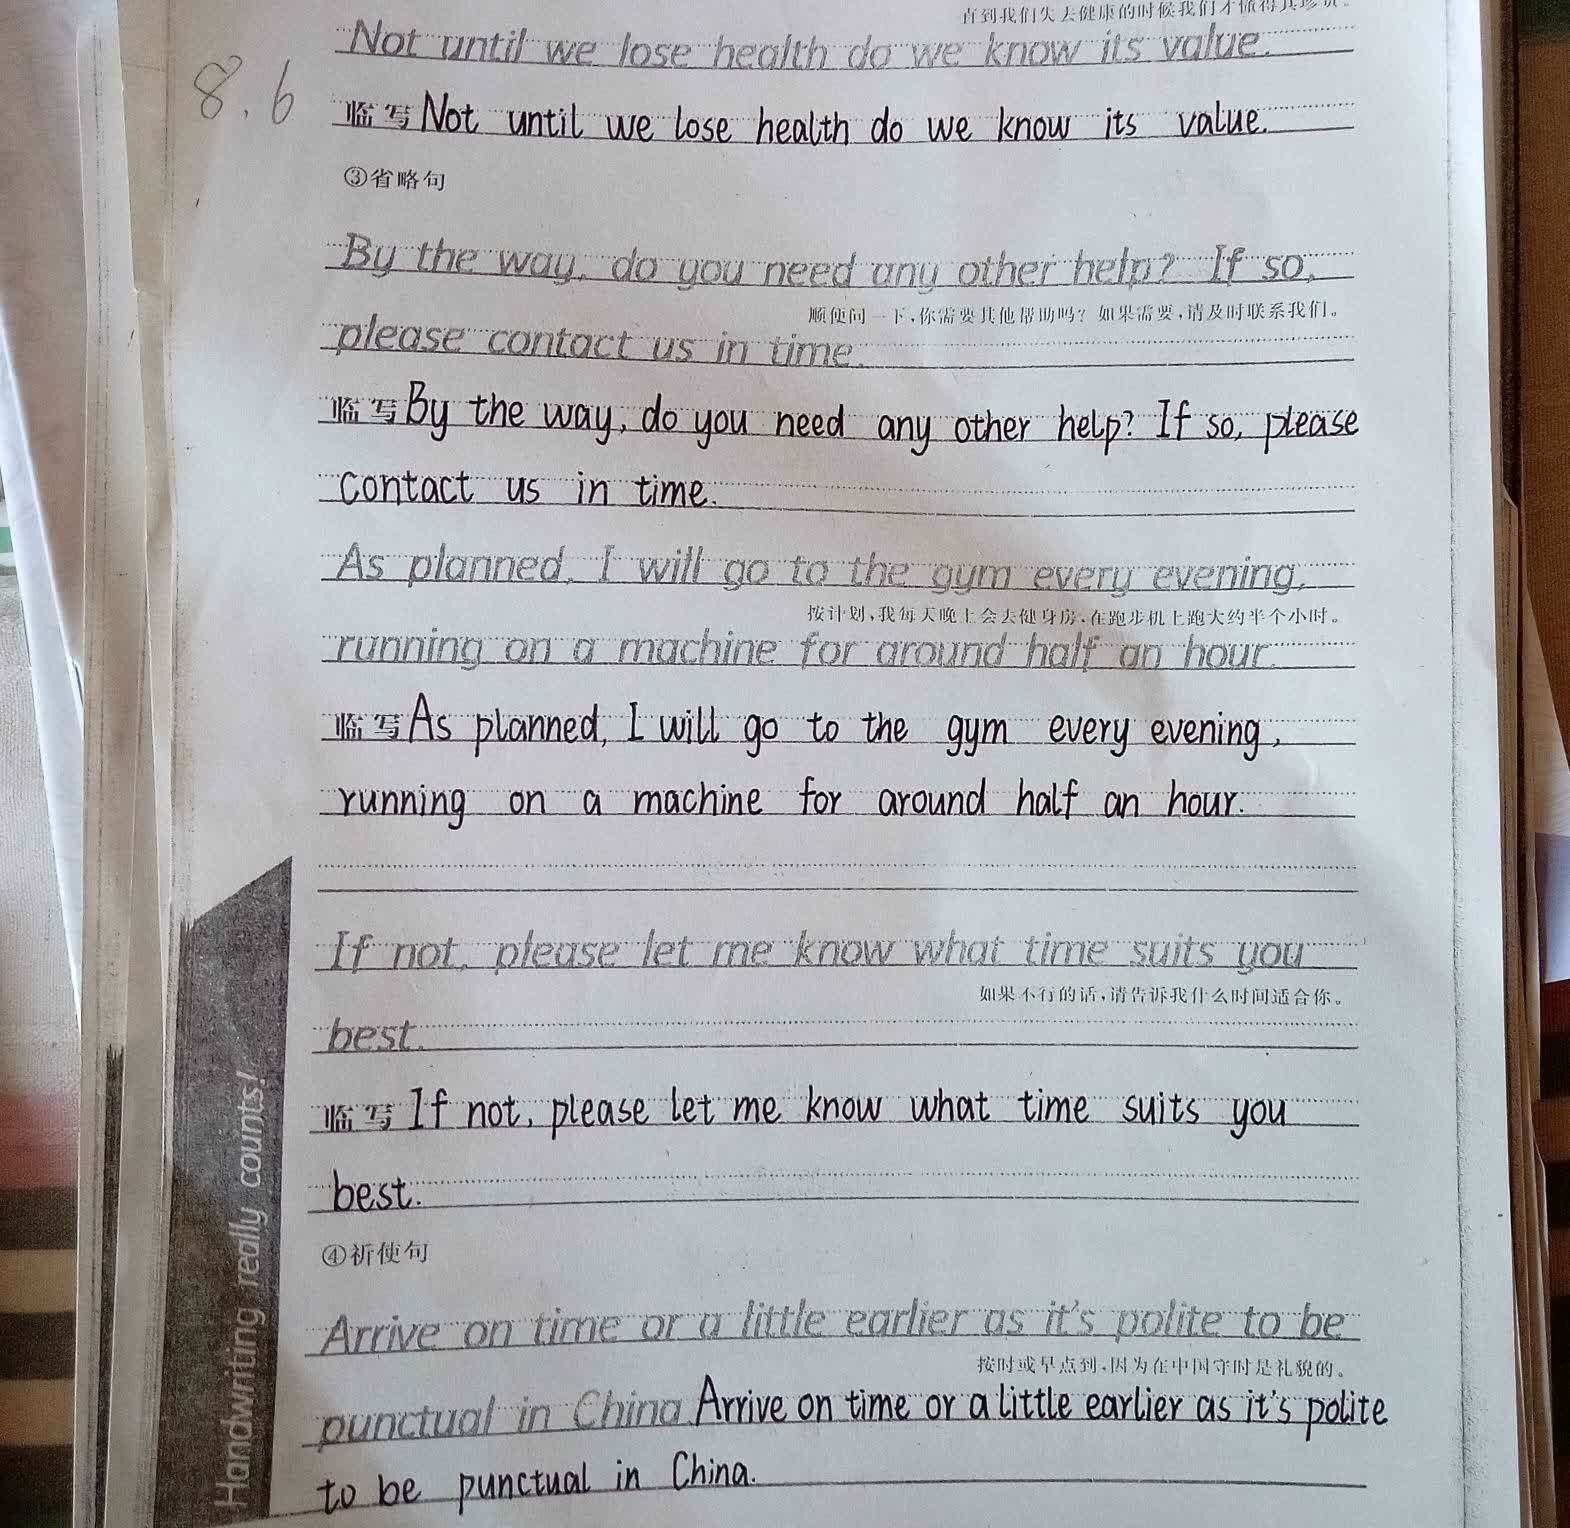 直到我们失去健康的时候我们才懂得其珍贵。
Not until we lose health do we know its value.
8.6
临写 Not until we lose health do we know its value.
③省略句
By the way, do you need any other help? If so,
顺便问一下,你需要其他帮助吗?如果需要,请及时联系我们。
please contact us in time.
临写 By the way, do you need any other help? If so, please
contact us in time.
As planned, I will go to the gym every evening,
按计划,我每天晚上会去健身房,在跑步机上跑大约半个小时。
running on a machine for around half an hour.
临写 As planned, I will go to the gym every evening,
running on a machine for around half an hour.
If not, please let me know what time suits you
如果不行的话,请告诉我什么时间适合你。
best.
临写 If not, please let me know what time suits you
best.
④祈使句
Arrive on time or a little earlier as it's polite to be
按时或早点到,因为在中国守时是礼貌的。
punctual in China. Arrive on time or a little earlier as it's polite
to be punctual in China.
Handwriting really counts!